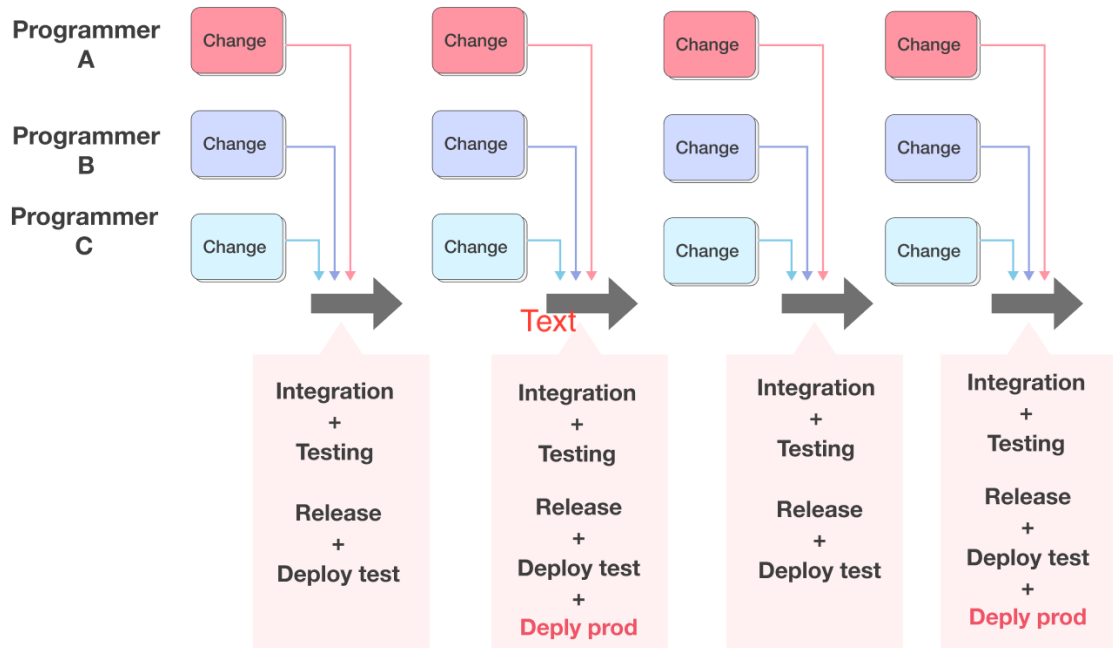 Programmer
A
Change
Change
Change
Change
Programmer
B
Change
Change
Change
Change
Programmer
C
Change
Change
Change
Change
Text
Integration
+
Testing
Release
+
Deploy test
Integration
+
Testing
Release
+
Deploy test
+
Deply prod
Integration
+
Testing
Release
+
Deploy test
Integration
+
Testing
Release
+
Deploy test
+
Deply prod